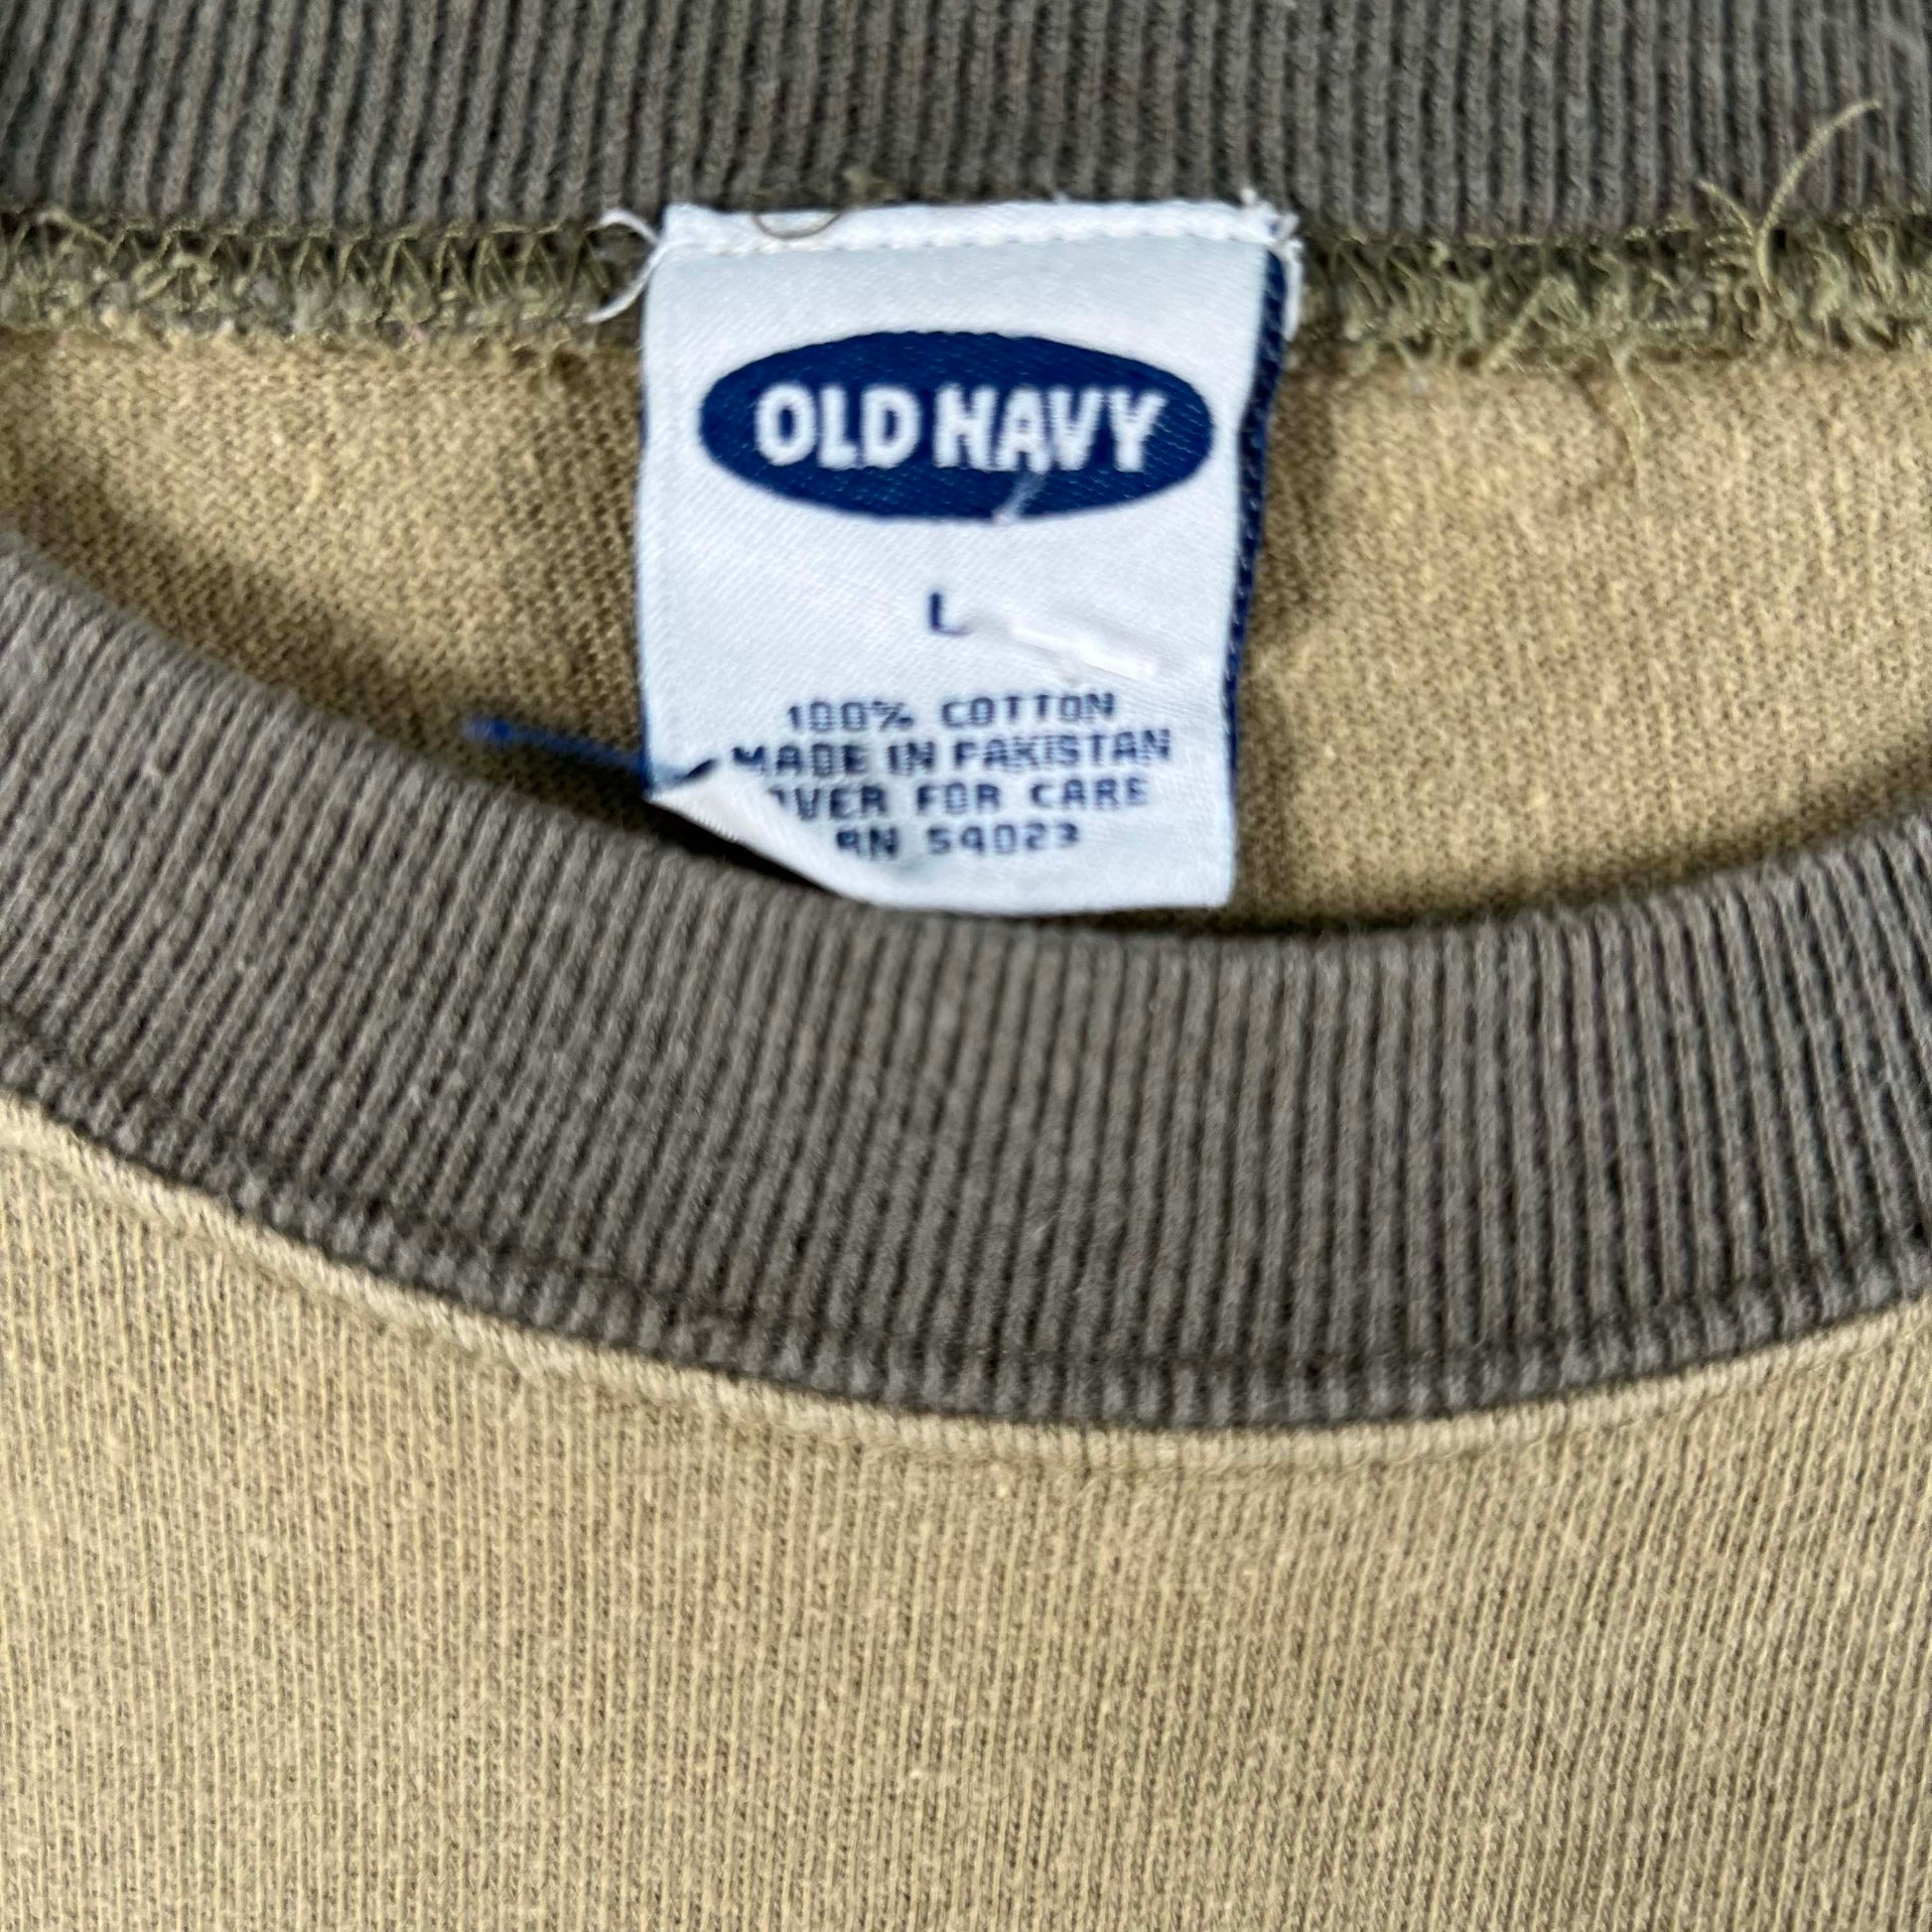 OLD NAVY
L
100% COTTON
MADE IN PAKISTAN
OVER FOR CARE
RN 54023